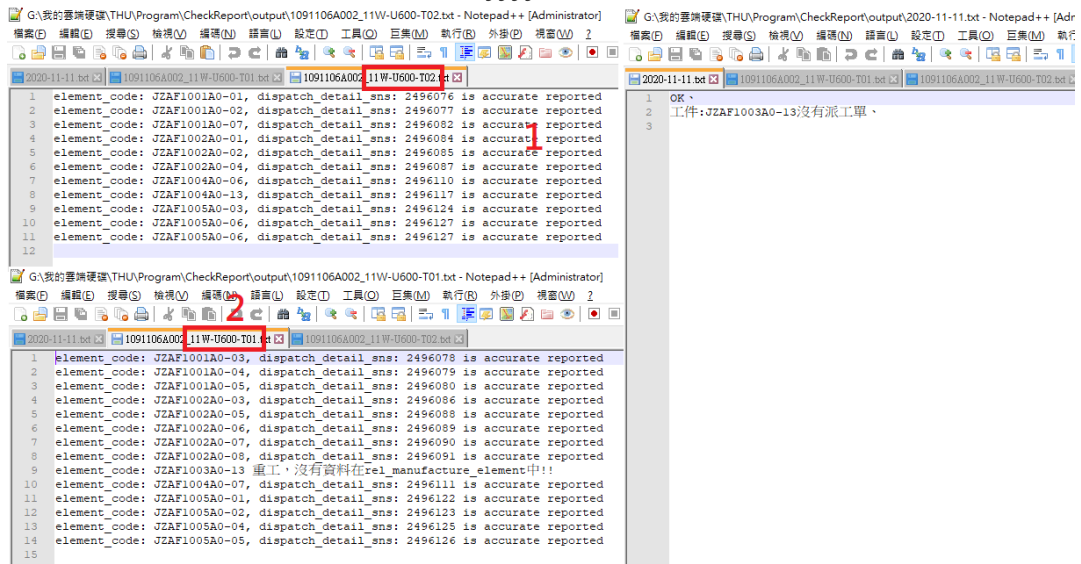 G:\我的雲端硬碟\THU\Program\CheckReport\output\1091106A002_11W-U600-T02.txt - Notepad++ [Administrator]
檔案(F) 編輯(E) 搜尋(S) 檢視(V) 編碼(N) 語言(L) 設定(T) 工具(O) 巨集(M) 執行(R) 外掛(P) 視窗(W) ?
2020-11-11.txt 1091106A002_11W-U600-T01.txt 1091106A002_11W-U600-T02.txt
1 element_code: JZAF1001A0-01, dispatch_detail_sns: 2496076 is accurate reported
2 element_code: JZAF1001A0-02, dispatch_detail_sns: 2496077 is accurate reported
3 element_code: JZAF1001A0-07, dispatch_detail_sns: 2496082 is accurate reported
4 element_code: JZAF1002A0-01, dispatch_detail_sns: 2496084 is accurate reported
5 element_code: JZAF1002A0-02, dispatch_detail_sns: 2496085 is accurate reported
6 element_code: JZAF1002A0-04, dispatch_detail_sns: 2496087 is accurate reported
7 element_code: JZAF1004A0-06, dispatch_detail_sns: 2496110 is accurate reported
8 element_code: JZAF1004A0-13, dispatch_detail_sns: 2496117 is accurate reported
9 element_code: JZAF1005A0-03, dispatch_detail_sns: 2496124 is accurate reported
10 element_code: JZAF1005A0-06, dispatch_detail_sns: 2496127 is accurate reported
11 element_code: JZAF1005A0-06, dispatch_detail_sns: 2496127 is accurate reported
12
1
G:\我的雲端硬碟\THU\Program\CheckReport\output\1091106A002_11W-U600-T01.txt - Notepad++ [Administrator]
檔案(F) 編輯(E) 搜尋(S) 檢視(V) 編碼(N) 語言(L) 設定(T) 工具(O) 巨集(M) 執行(R) 外掛(P) 視窗(W) ?
2
2020-11-11.txt 1091106A002_11W-U600-T01.txt 1091106A002_11W-U600-T02.txt
1 element_code: JZAF1001A0-03, dispatch_detail_sns: 2496078 is accurate reported
2 element_code: JZAF1001A0-04, dispatch_detail_sns: 2496079 is accurate reported
3 element_code: JZAF1001A0-05, dispatch_detail_sns: 2496080 is accurate reported
4 element_code: JZAF1002A0-03, dispatch_detail_sns: 2496086 is accurate reported
5 element_code: JZAF1002A0-05, dispatch_detail_sns: 2496088 is accurate reported
6 element_code: JZAF1002A0-06, dispatch_detail_sns: 2496089 is accurate reported
7 element_code: JZAF1002A0-07, dispatch_detail_sns: 2496090 is accurate reported
8 element_code: JZAF1002A0-08, dispatch_detail_sns: 2496091 is accurate reported
9 element_code: JZAF1003A0-13 重工，沒有資料在rel_manufacture_element中!!
10 element_code: JZAF1004A0-07, dispatch_detail_sns: 2496111 is accurate reported
11 element_code: JZAF1005A0-01, dispatch_detail_sns: 2496122 is accurate reported
12 element_code: JZAF1005A0-02, dispatch_detail_sns: 2496123 is accurate reported
13 element_code: JZAF1005A0-04, dispatch_detail_sns: 2496125 is accurate reported
14 element_code: JZAF1005A0-05, dispatch_detail_sns: 2496126 is accurate reported
15
G:\我的雲端硬碟\THU\Program\CheckReport\output\2020-11-11.txt - Notepad++ [Adm
檔案(F) 編輯(E) 搜尋(S) 檢視(V) 編碼(N) 語言(L) 設定(T) 工具(O) 巨集(M) 執行
2020-11-11.txt 1091106A002_11W-U600-T01.txt 1091106A002_11W-U600-T02.txt
1 OK、
2 工件:JZAF1003A0-13沒有派工單、
3